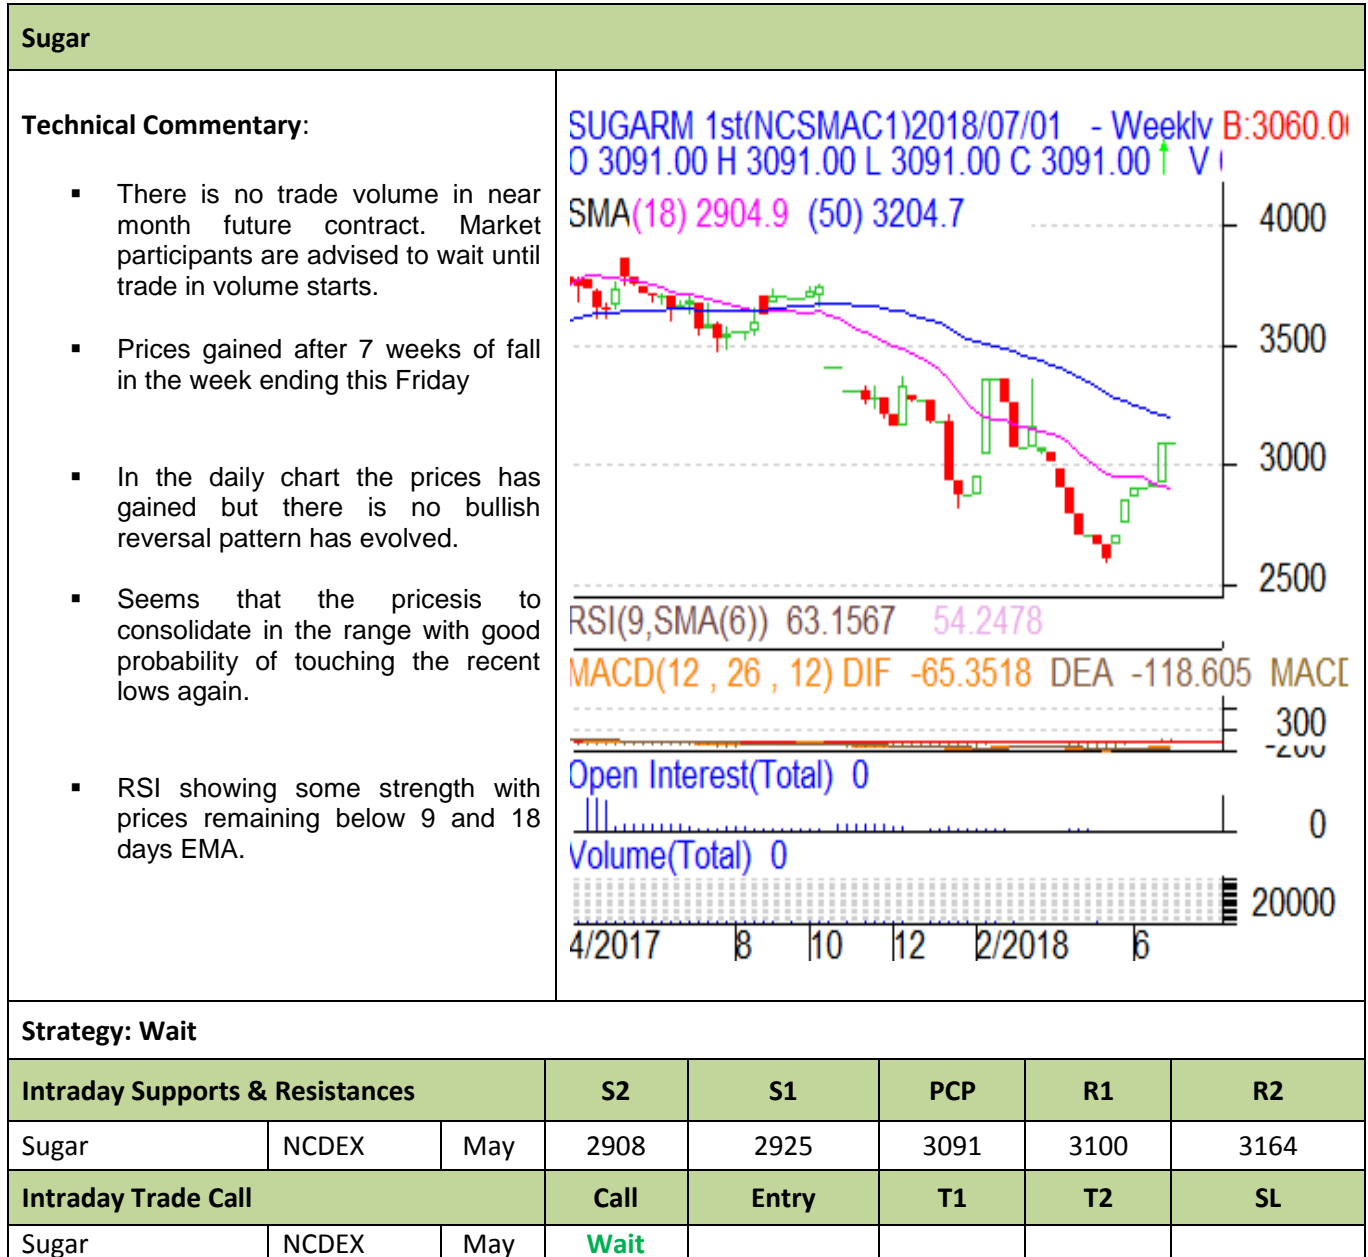 Sugar
Technical Commentary:
▪ There is no trade volume in near
month future contract. Market
participants are advised to wait until
trade in volume starts.
▪ Prices gained after 7 weeks of fall
in the week ending this Friday
▪ In the daily chart the prices has
gained but there is no bullish
reversal pattern has evolved.
▪ Seems that the pricesis to
consolidate in the range with good
probability of touching the recent
lows again.
▪ RSI showing some strength with
prices remaining below 9 and 18
days EMA.
SUGARM 1st(NCSMAC1)2018/07/01 - Weekly B:3060.0
O 3091.00 H 3091.00 L 3091.00 C 3091.00 V
SMA(18) 2904.9 (50) 3204.7
4000
3500
3000
2500
RSI(9,SMA(6)) 63.1567 54.2478
MACD(12 , 26 , 12) DIF -65.3518 DEA -118.605 MACD
300
-200
Open Interest(Total) 0
0
Volume(Total) 0
20000
4/2017 8 10 12 2/2018 6
Strategy: Wait
Intraday Supports & Resistances S2 S1 PCP R1 R2
Sugar NCDEX May 2908 2925 3091 3100 3164
Intraday Trade Call Call Entry T1 T2 SL
Sugar NCDEX May Wait